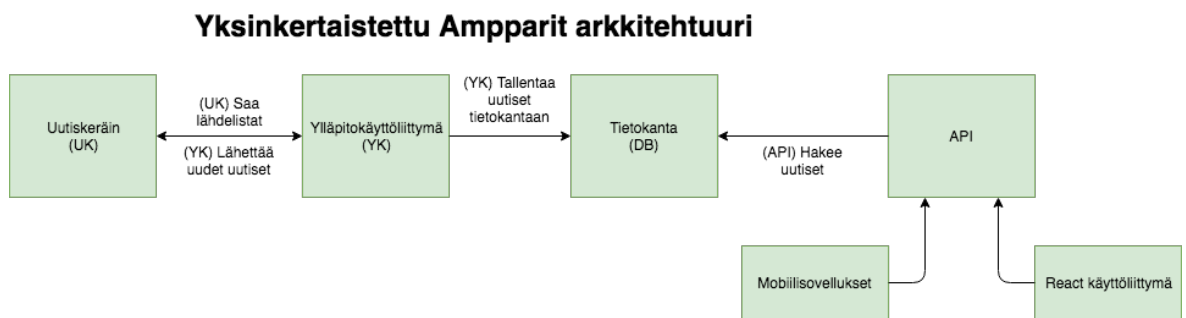 Yksinkertaistettu Ampparit arkkitehtuuri
Uutiskeräin
(UK)
(UK) Saa
lähdelistat
(YK) Lähettää
uudet uutiset
Ylläpitokäyttöliittymä
(YK)
(YK) Tallentaa
uutiset
tietokantaan
Tietokanta
(DB)
(API) Hakee
uutiset
API
Mobiilisovellukset
React käyttöliittymä